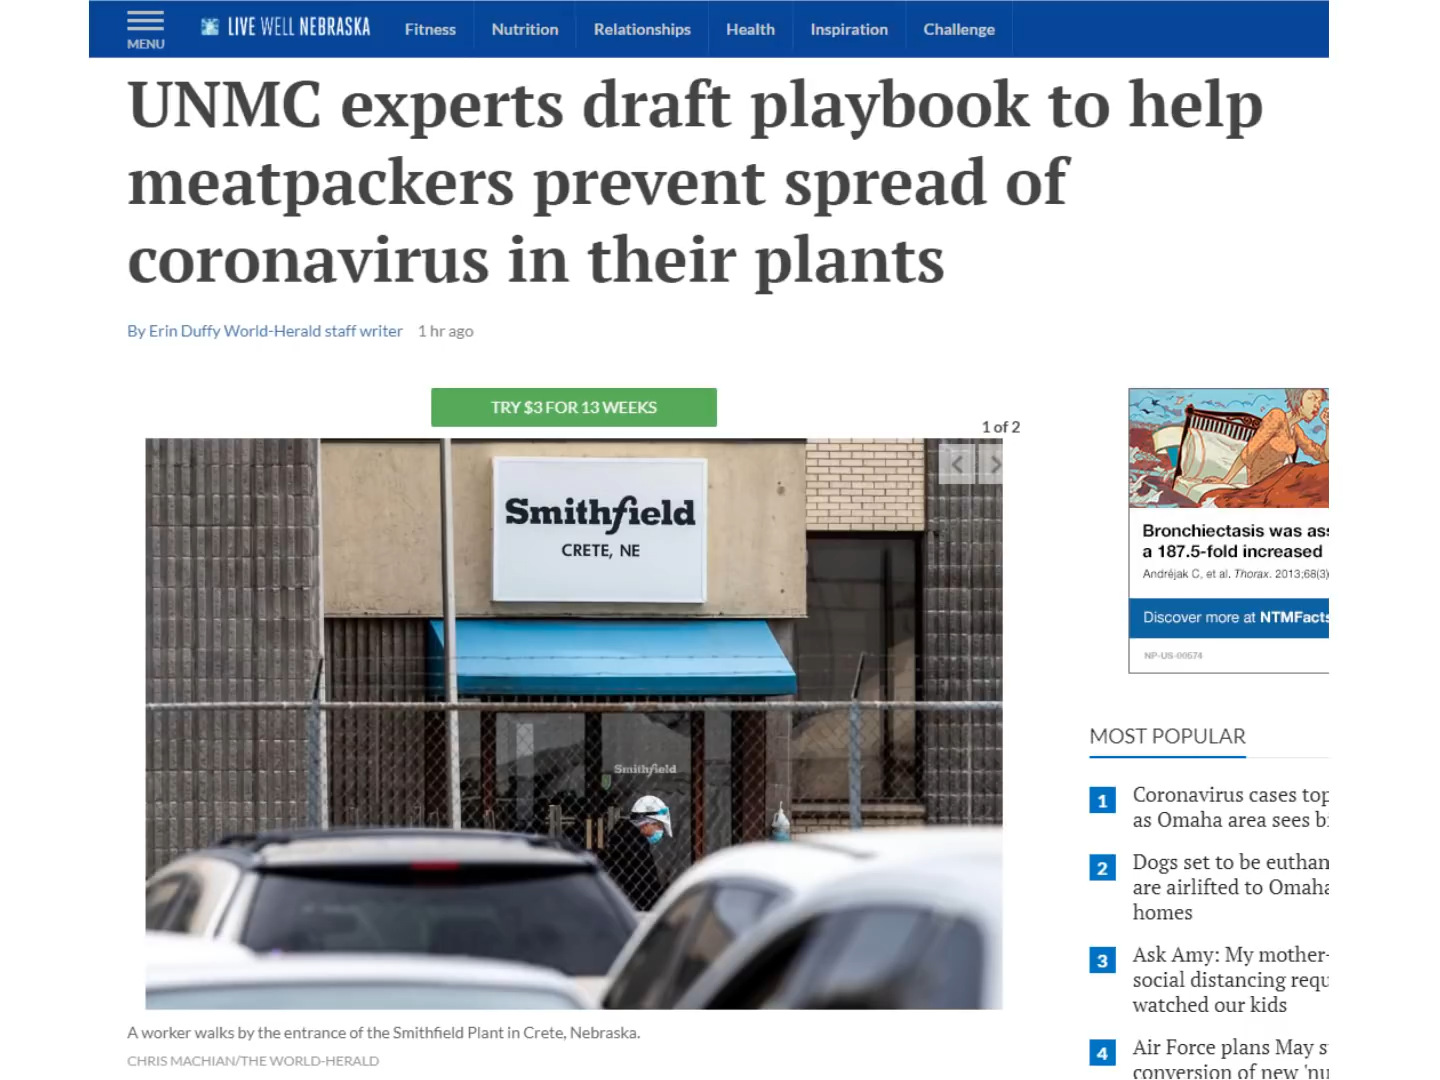 MENU
LIVE WELL NEBRASKA
Fitness
Nutrition
Relationships
Health
Inspiration
Challenge
UNMC experts draft playbook to help
meatpackers prevent spread of
coronavirus in their plants
By Erin Duffy World-Herald staff writer 1 hr ago
TRY $3 FOR 13 WEEKS
1 of 2
Smithfield
CRETE, NE
Smithfield
A worker walks by the entrance of the Smithfield Plant in Crete, Nebraska.
CHRIS MACHIAN/THE WORLD-HERALD
Bronchiectasis was ass
a 187.5-fold increased
Andréjak C, et al. Thorax. 2013;68(3)
Discover more at NTMFacts
NP-US-00574
MOST POPULAR
1 Coronavirus cases top
as Omaha area sees
2 Dogs set to be euthan
are airlifted to Omaha
homes
3 Ask Amy: My mother-
social distancing requ
watched our kids
4 Air Force plans May
conversion of new